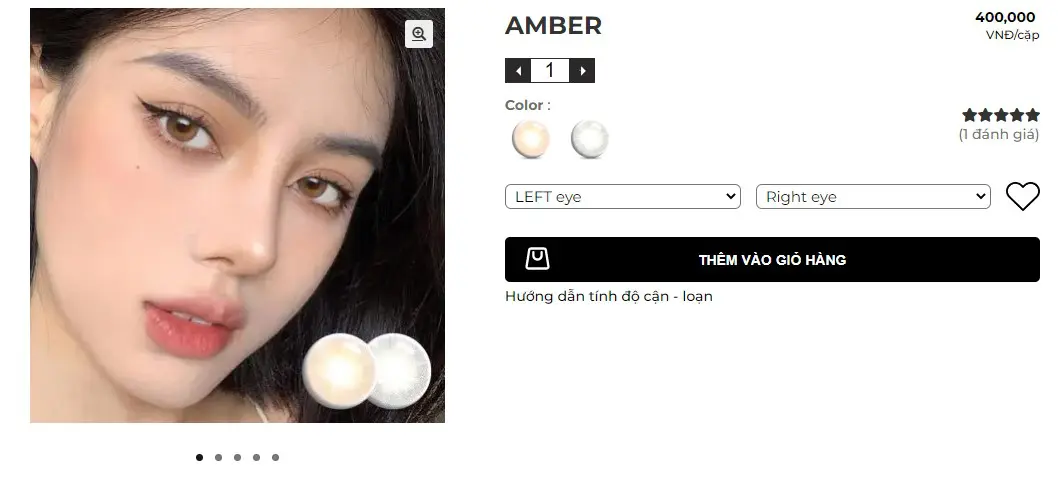 AMBER
400,000
VNĐ/cặp
1
Color :
(1 đánh giá)
LEFT eye
Right eye
THÊM VÀO GIỎ HÀNG
Hướng dẫn tính độ cận - loạn